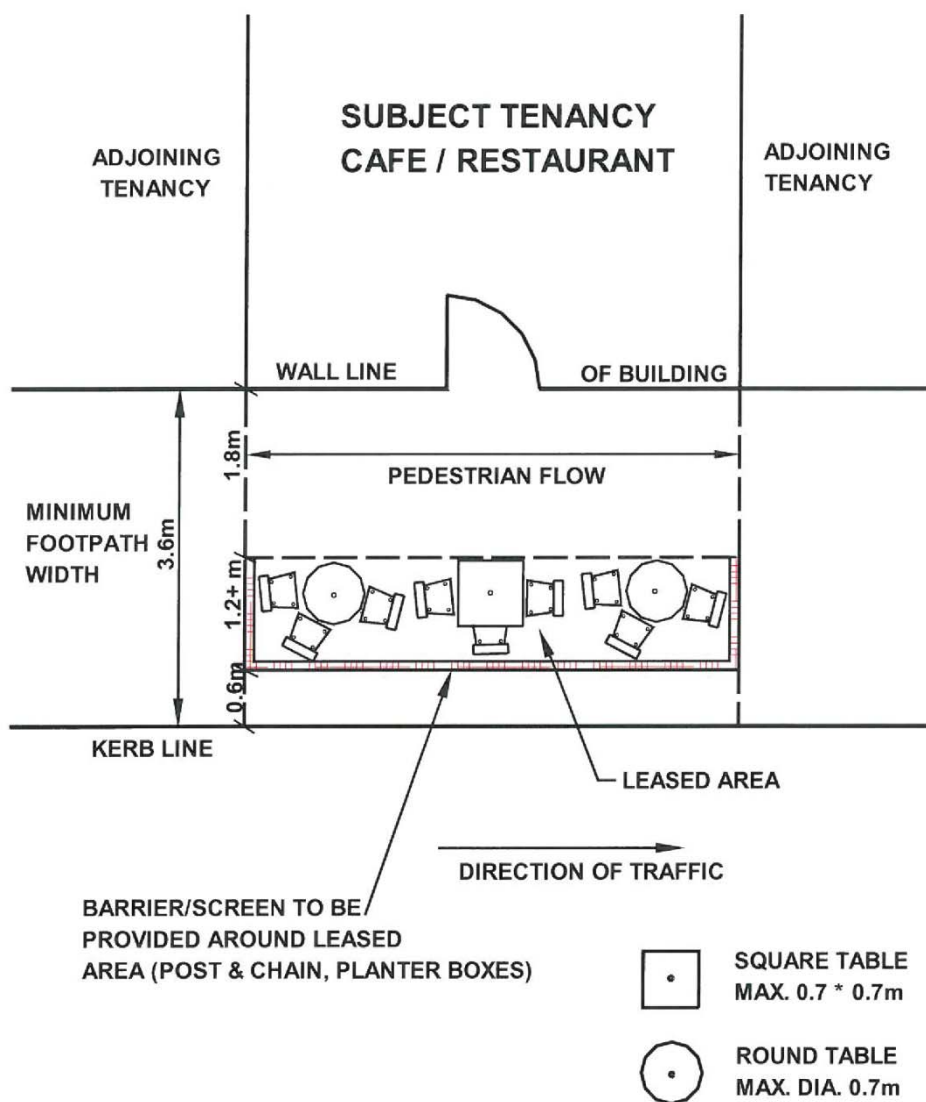 SUBJECT TENANCY
CAFE / RESTAURANT
ADJOINING
TENANCY
ADJOINING
TENANCY
WALL LINE
OF BUILDING
1.8m
PEDESTRIAN FLOW
MINIMUM
FOOTPATH
WIDTH
3.6m
1.2+ m
0.6m
KERB LINE
LEASED AREA
DIRECTION OF TRAFFIC
BARRIER/SCREEN TO BE
PROVIDED AROUND LEASED
AREA (POST & CHAIN, PLANTER BOXES)
SQUARE TABLE
MAX. 0.7 * 0.7m
ROUND TABLE
MAX. DIA. 0.7m